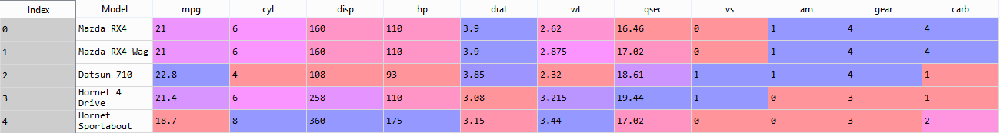 Index Model mpg cyl disp hp drat wt qsec vs am gear carb
0 Mazda RX4 21 6 160 110 3.9 2.62 16.46 0 1 4 4
1 Mazda RX4 Wag 21 6 160 110 3.9 2.875 17.02 0 1 4 4
2 Datsun 710 22.8 4 108 93 3.85 2.32 18.61 1 1 4 1
3 Hornet 4 Drive 21.4 6 258 110 3.08 3.215 19.44 1 0 3 1
4 Hornet Sportabout 18.7 8 360 175 3.15 3.44 17.02 0 0 3 2